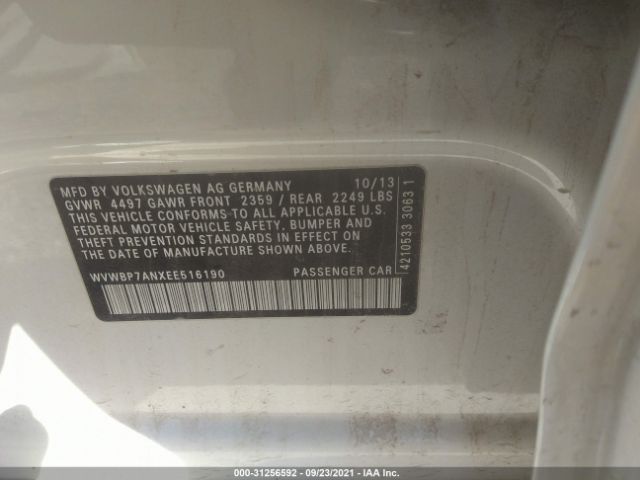 MFD BY VOLKSWAGEN AG GERMANY 10/13
GVWR 4497 GAWR FRONT 2359 / REAR 2249 LBS
THIS VEHICLE CONFORMS TO ALL APPLICABLE U.S.
FEDERAL MOTOR VEHICLE SAFETY, BUMPER AND
THEFT PREVENTION STANDARDS IN EFFECT ON THE
DATE OF MANUFACTURE SHOWN ABOVE.
WVWBP7ANXEE516190 PASSENGER CAR
4210533 3063 1
000-31256592 - 09/23/2021 - IAA Inc.